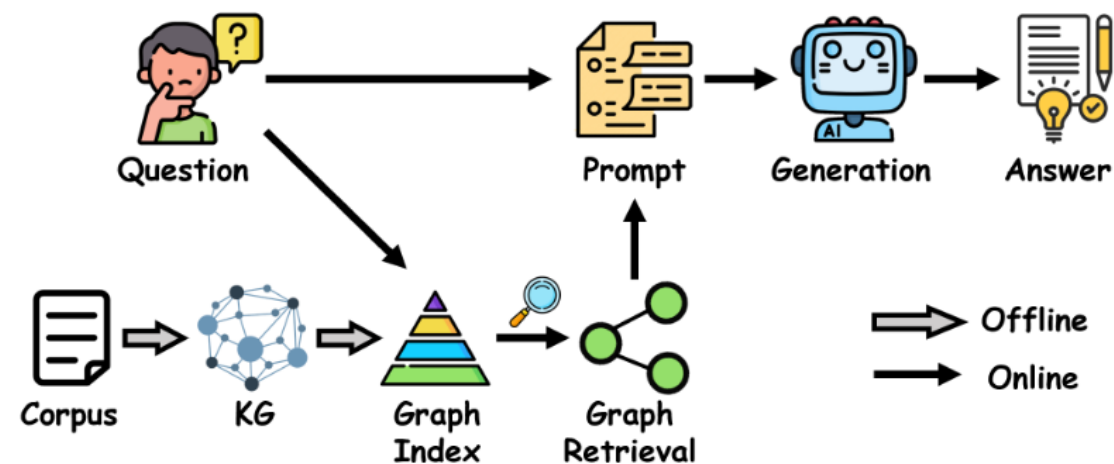 ?
AI
Question
Prompt
Generation
Answer
Offline
Online
Corpus
KG
Graph
Index
Graph
Retrieval